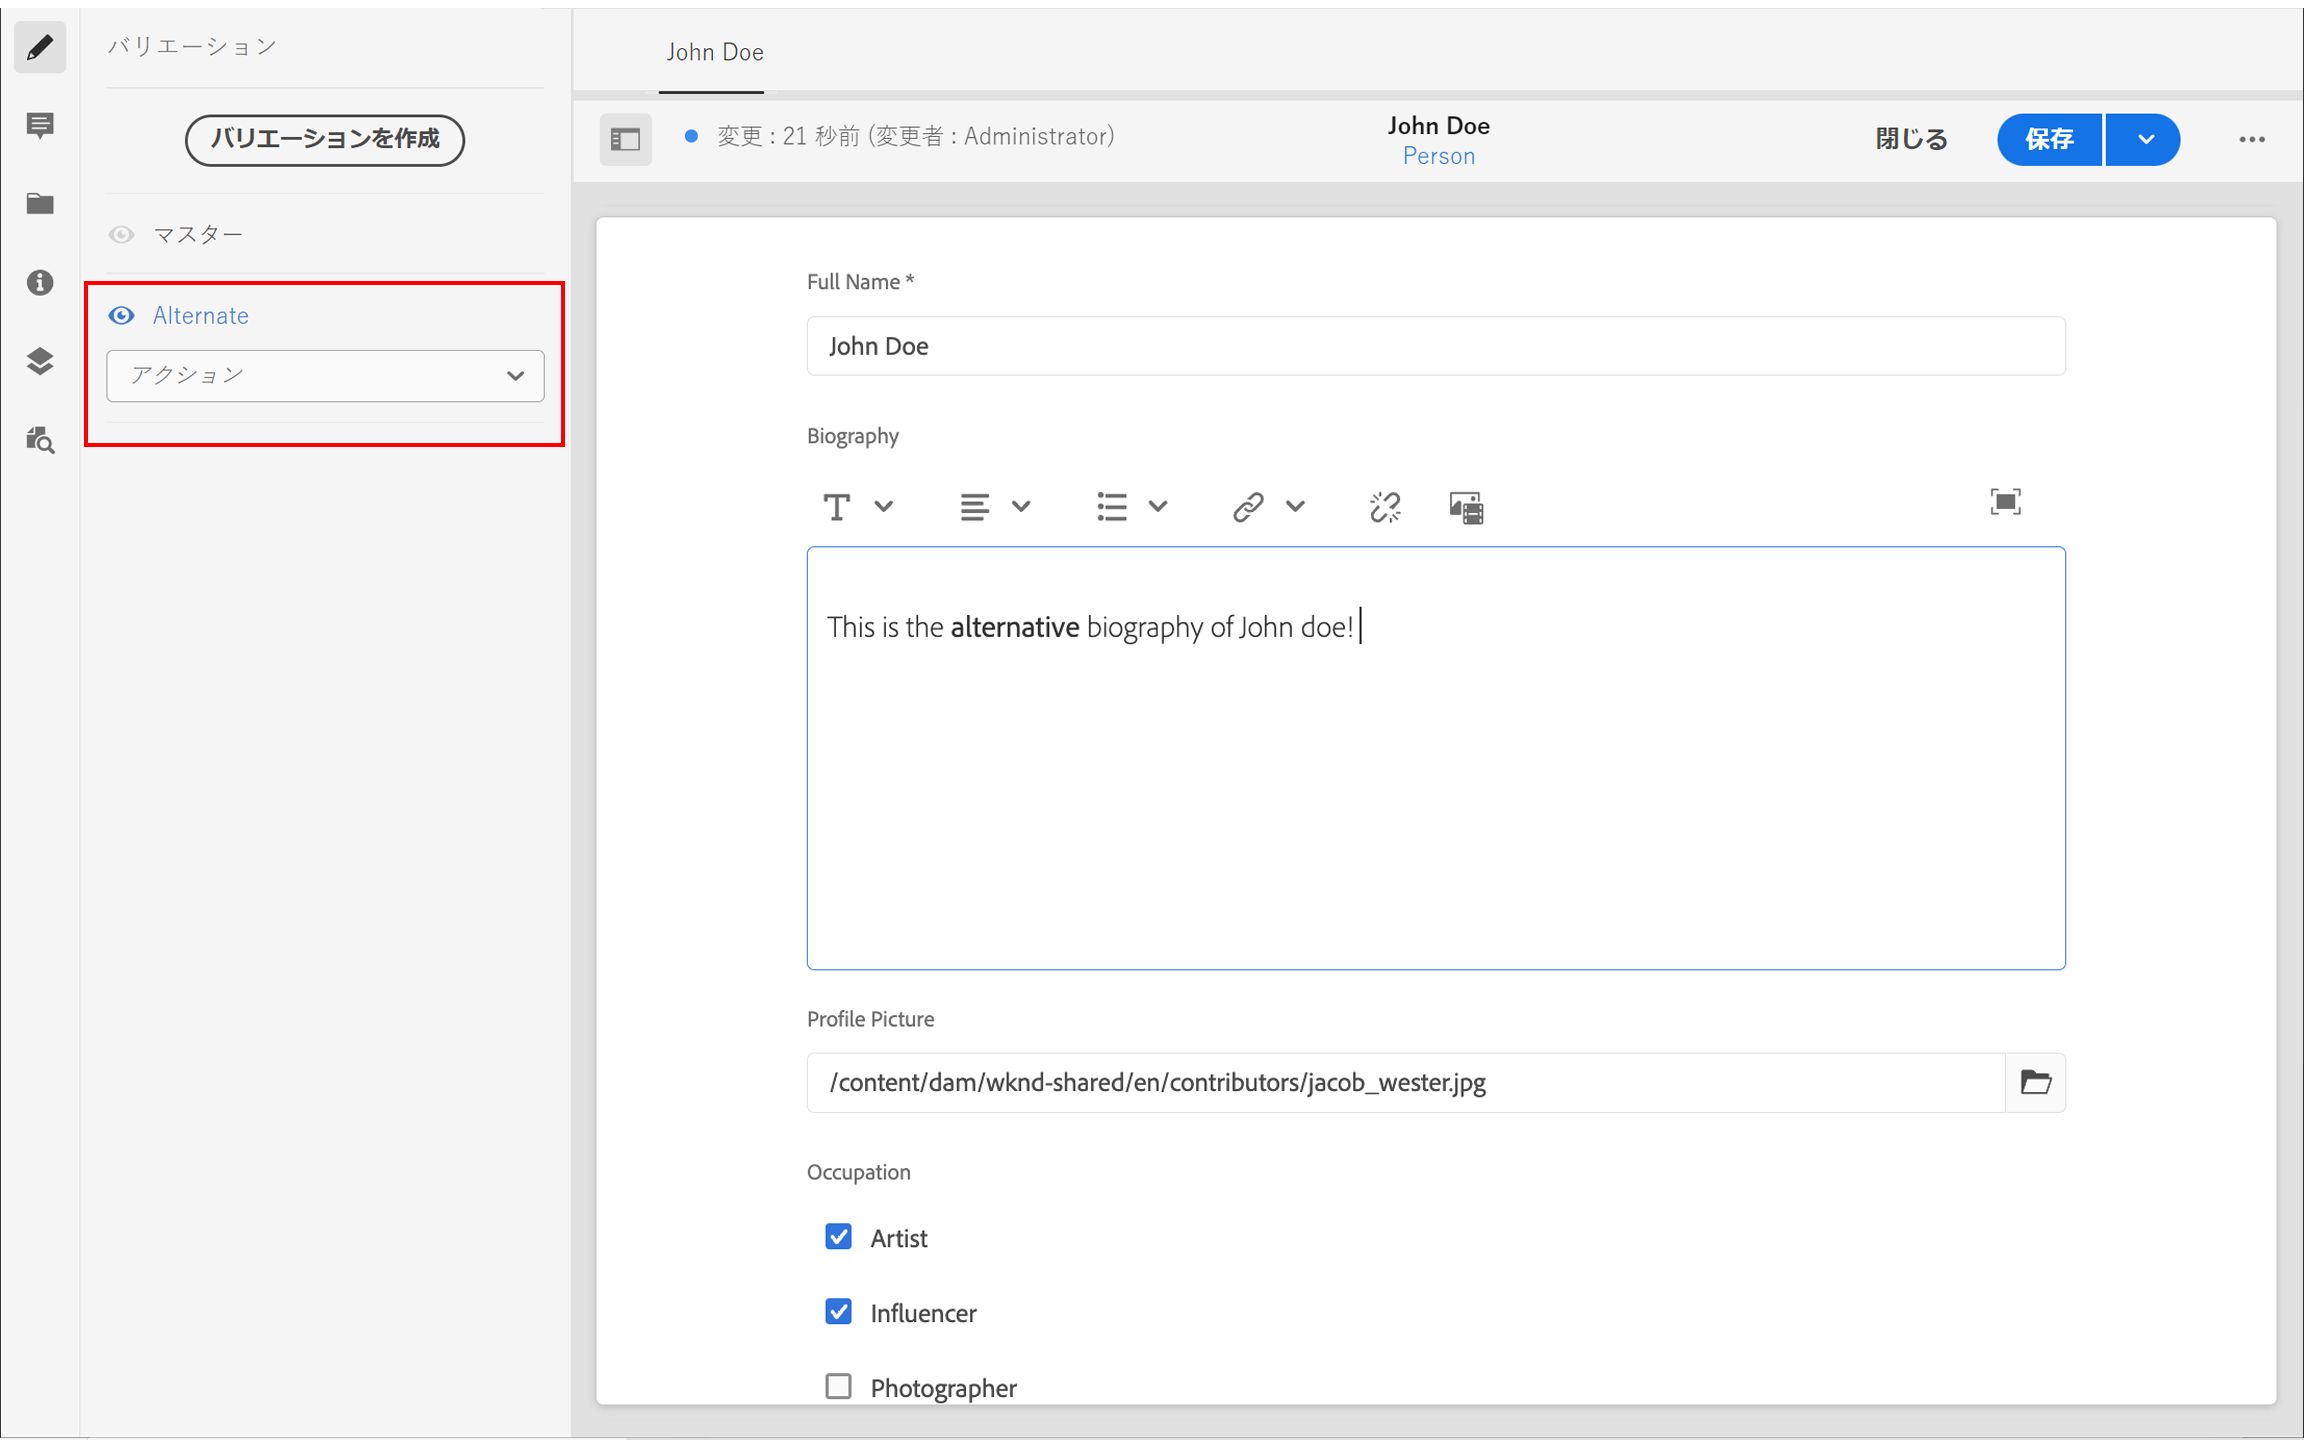 バリエーション
バリエーションを作成
マスター
Alternate
アクション
John Doe
変更 : 21 秒前 (変更者 : Administrator)
John Doe
Person
閉じる
保存
Full Name *
John Doe
Biography
This is the alternative biography of John doe!
Profile Picture
/content/dam/wknd-shared/en/contributors/jacob_wester.jpg
Occupation
Artist
Influencer
Photographer